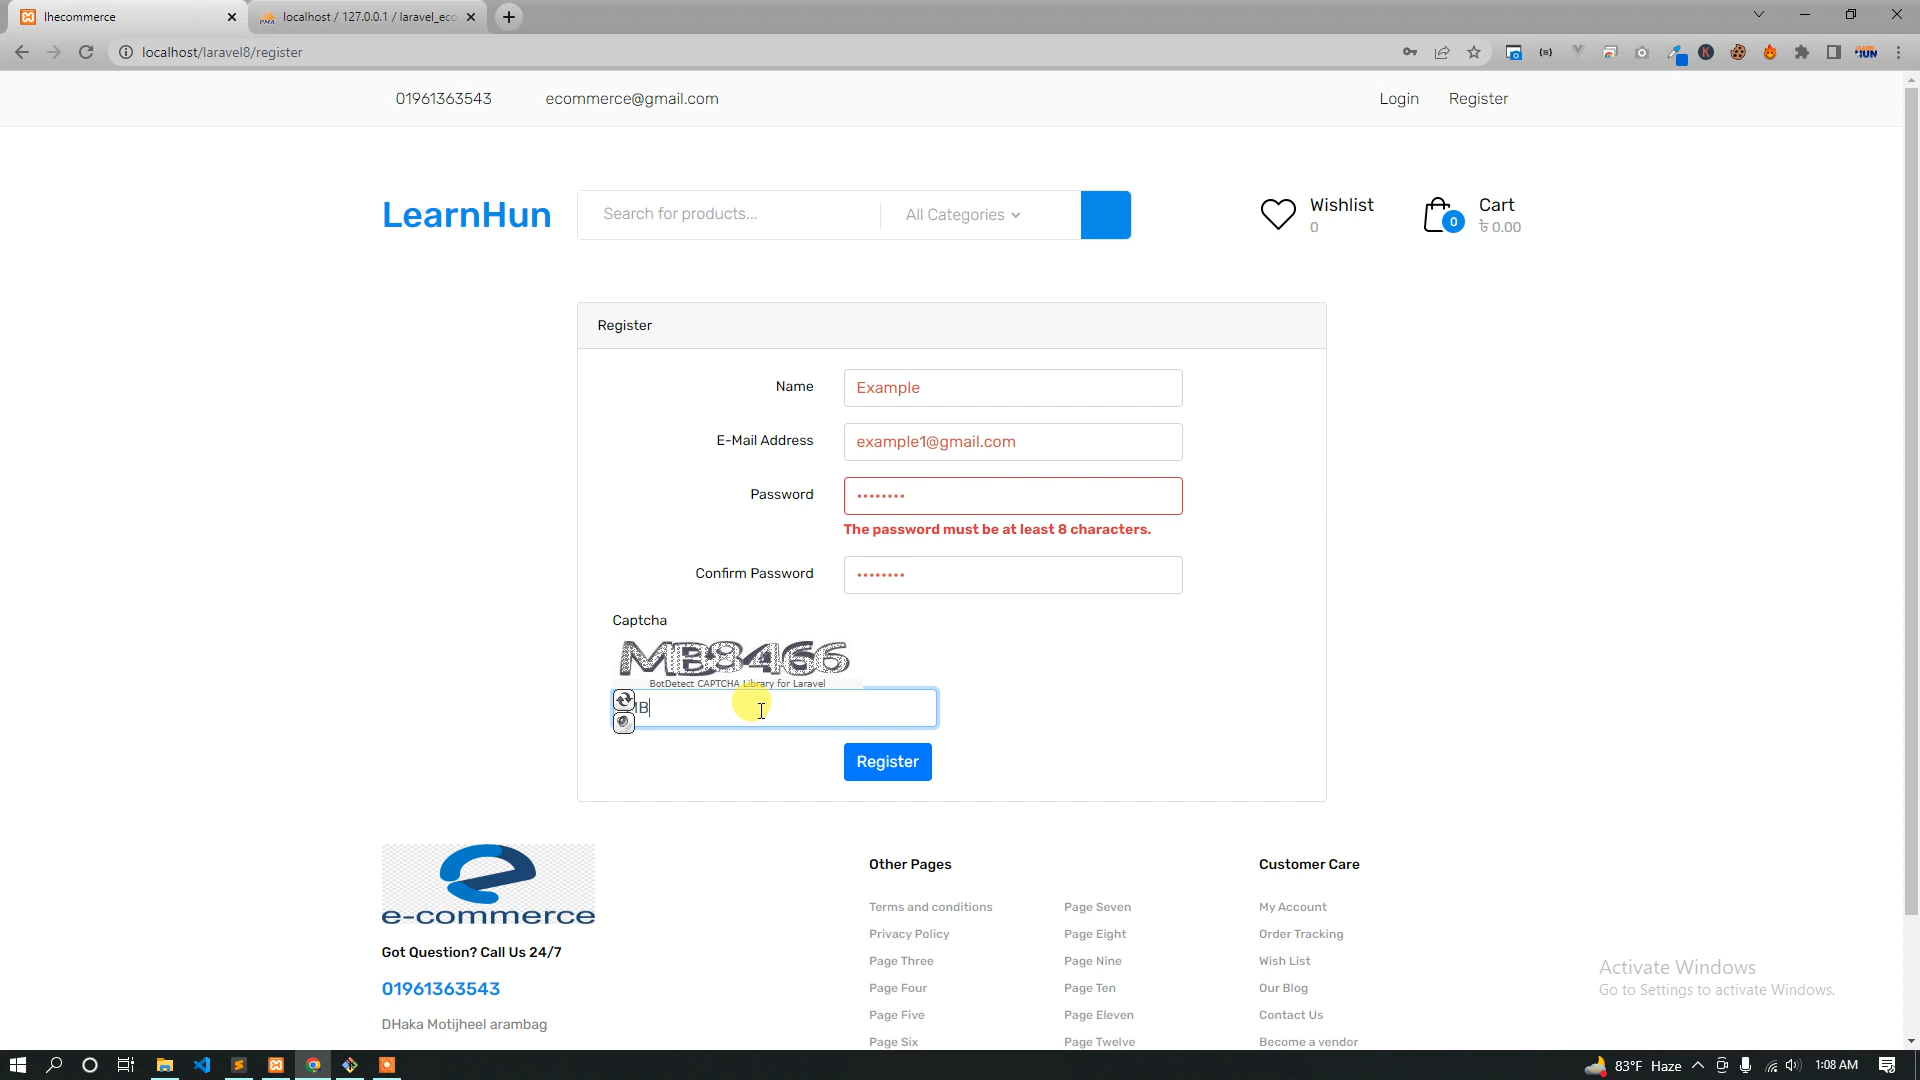 lhecommerce
localhost / 127.0.0.1 / laravel_eco
localhost/laravel8/register
01961363543
ecommerce@gmail.com
Login
Register
LearnHun
Search for products...
All Categories
Wishlist
0
0
Cart
৳ 0.00
Register
Name
Example
E-Mail Address
example1@gmail.com
Password
••••••••
The password must be at least 8 characters.
Confirm Password
••••••••
Captcha
MB8466
BotDetect CAPTCHA Library for Laravel
MB
Register
e-commerce
Got Question? Call Us 24/7
01961363543
DHaka Motijheel arambag
Other Pages
Terms and conditions
Privacy Policy
Page Three
Page Four
Page Five
Page Six
Page Seven
Page Eight
Page Nine
Page Ten
Page Eleven
Page Twelve
Customer Care
My Account
Order Tracking
Wish List
Our Blog
Contact Us
Become a vendor
Activate Windows
Go to Settings to activate Windows.
83°F Haze
1:08 AM